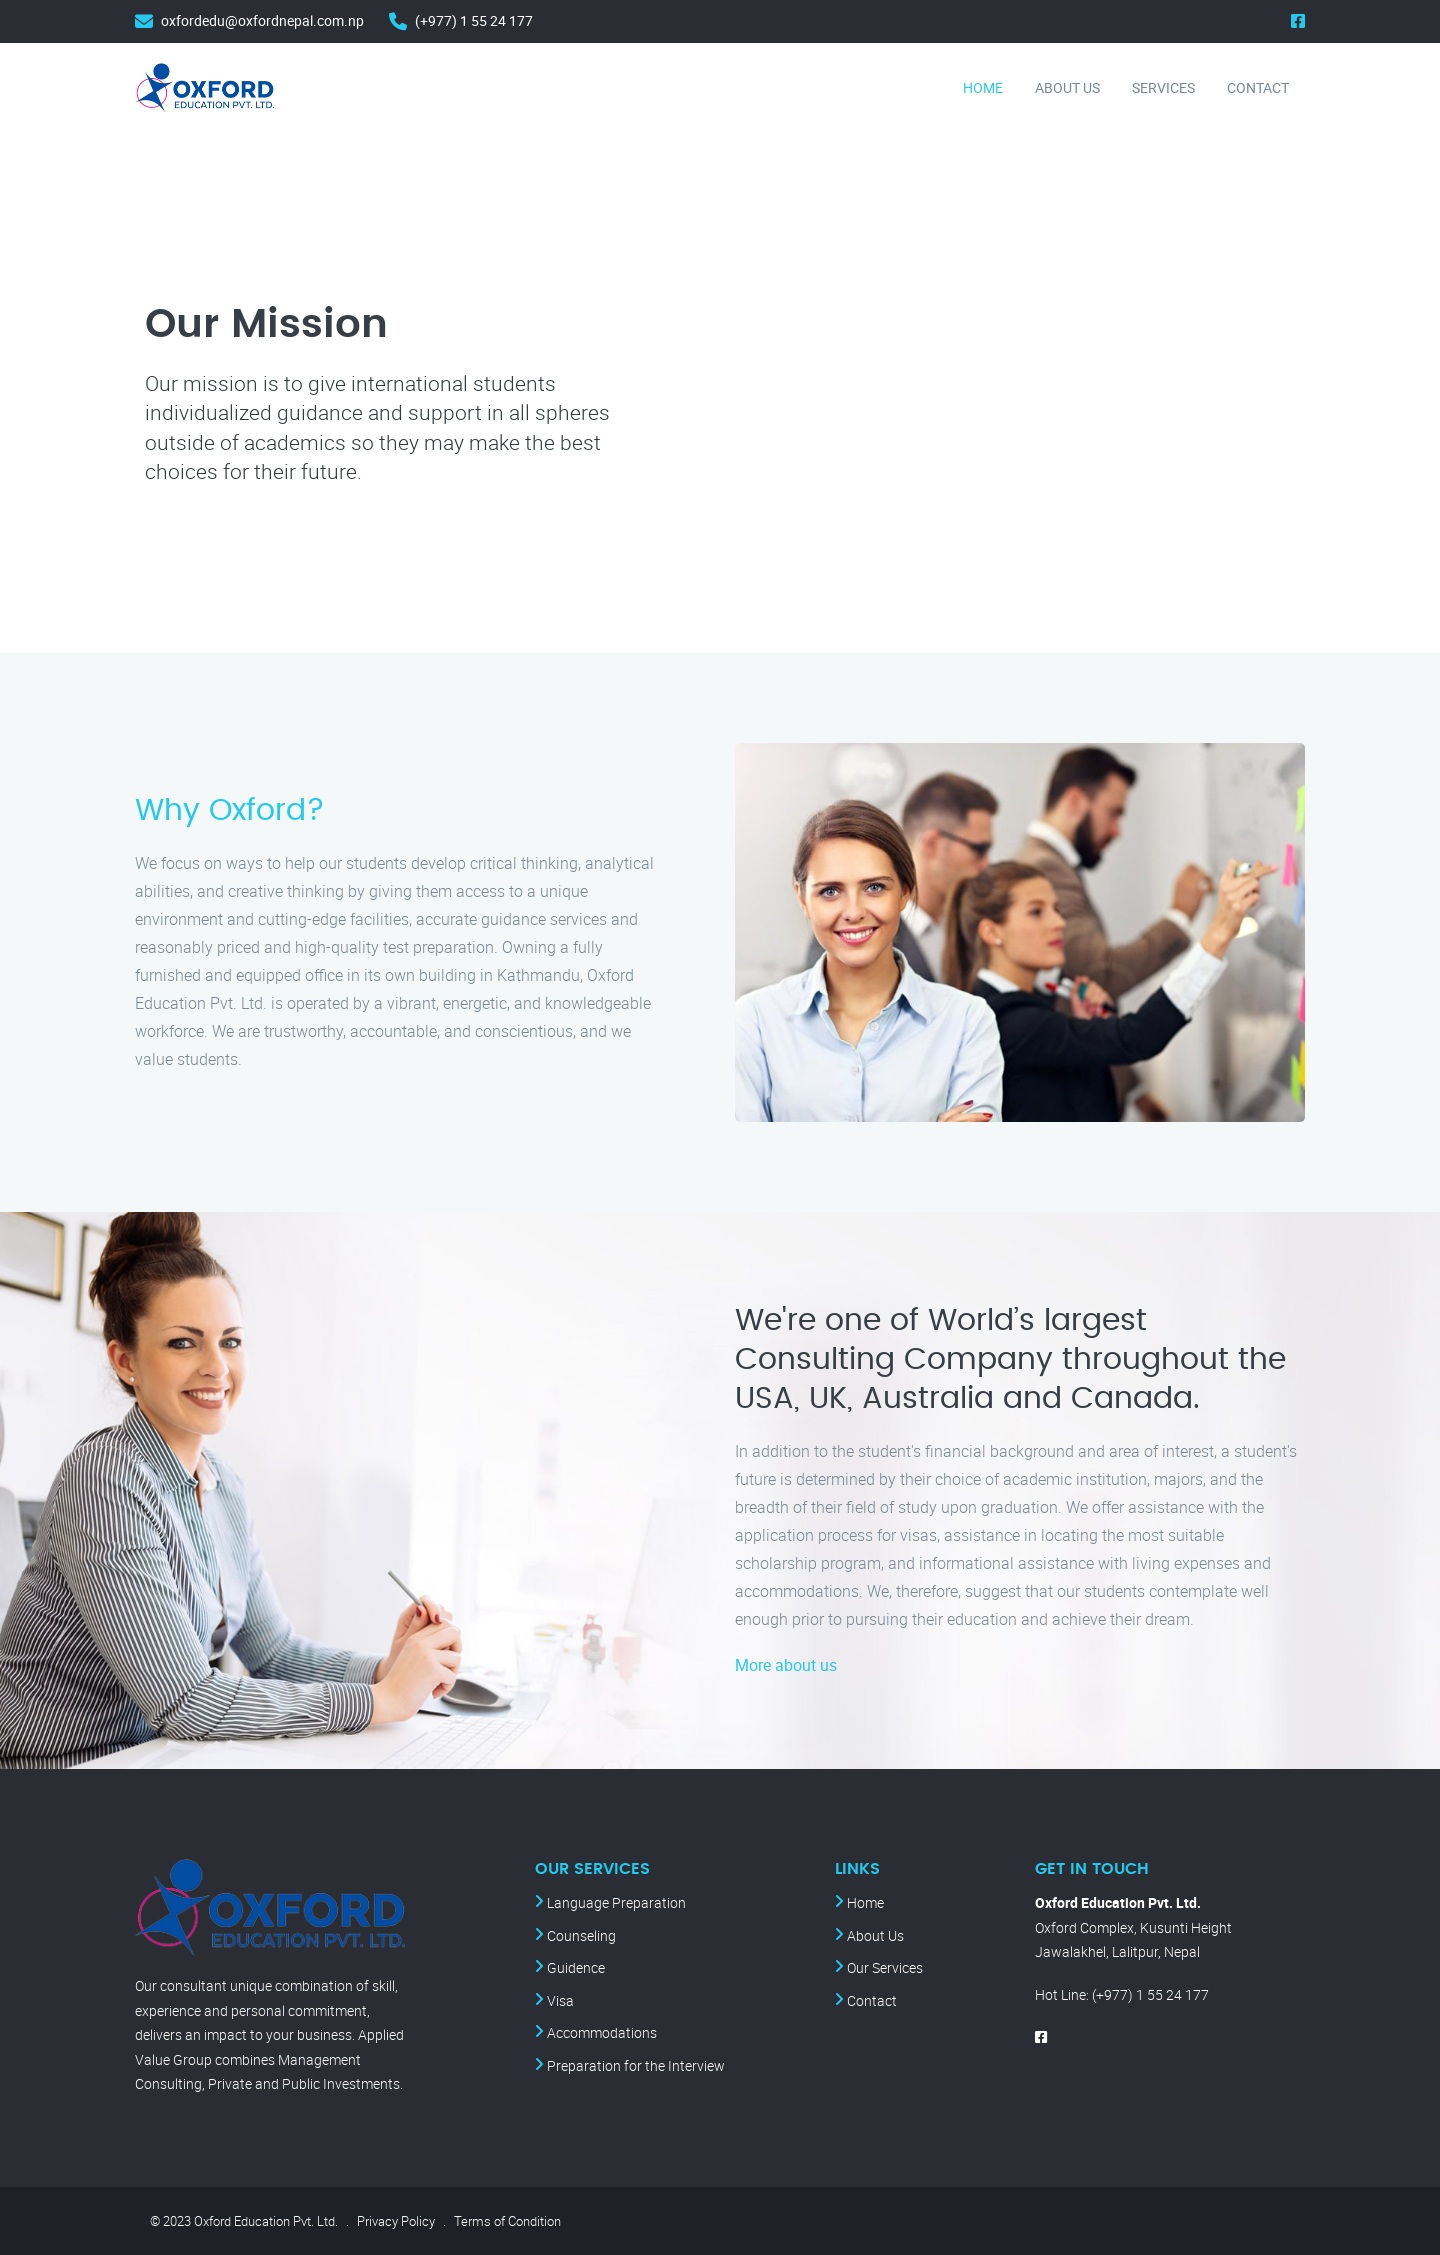 oxfordedu@oxfordnepal.com.np (+977) 1 55 24 177
OXFORD
EDUCATION PVT. LTD.
HOME ABOUT US SERVICES CONTACT
Our Mission
Our mission is to give international students
individualized guidance and support in all spheres
outside of academics so they may make the best
choices for their future.
Why Oxford?
We focus on ways to help our students develop critical thinking, analytical
abilities, and creative thinking by giving them access to a unique
environment and cutting-edge facilities, accurate guidance services and
reasonably priced and high-quality test preparation. Owning a fully
furnished and equipped office in its own building in Kathmandu, Oxford
Education Pvt. Ltd. is operated by a vibrant, energetic, and knowledgeable
workforce. We are trustworthy, accountable, and conscientious, and we
value students.
We're one of World’s largest
Consulting Company throughout the
USA, UK, Australia and Canada.
In addition to the student's financial background and area of interest, a student's
future is determined by their choice of academic institution, majors, and the
breadth of their field of study upon graduation. We offer assistance with the
application process for visas, assistance in locating the most suitable
scholarship program, and informational assistance with living expenses and
accommodations. We, therefore, suggest that our students contemplate well
enough prior to pursuing their education and achieve their dream.
More about us
OXFORD
EDUCATION PVT. LTD.
Our consultant unique combination of skill,
experience and personal commitment,
delivers an impact to your business. Applied
Value Group combines Management
Consulting, Private and Public Investments.
OUR SERVICES
Language Preparation
Counseling
Guidence
Visa
Accommodations
Preparation for the Interview
LINKS
Home
About Us
Our Services
Contact
GET IN TOUCH
Oxford Education Pvt. Ltd.
Oxford Complex, Kusunti Height
Jawalakhel, Lalitpur, Nepal
Hot Line: (+977) 1 55 24 177
© 2023 Oxford Education Pvt. Ltd. . Privacy Policy . Terms of Condition